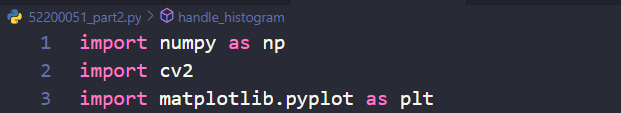 52200051_part2.py > handle_histogram
1 import numpy as np
2 import cv2
3 import matplotlib.pyplot as plt